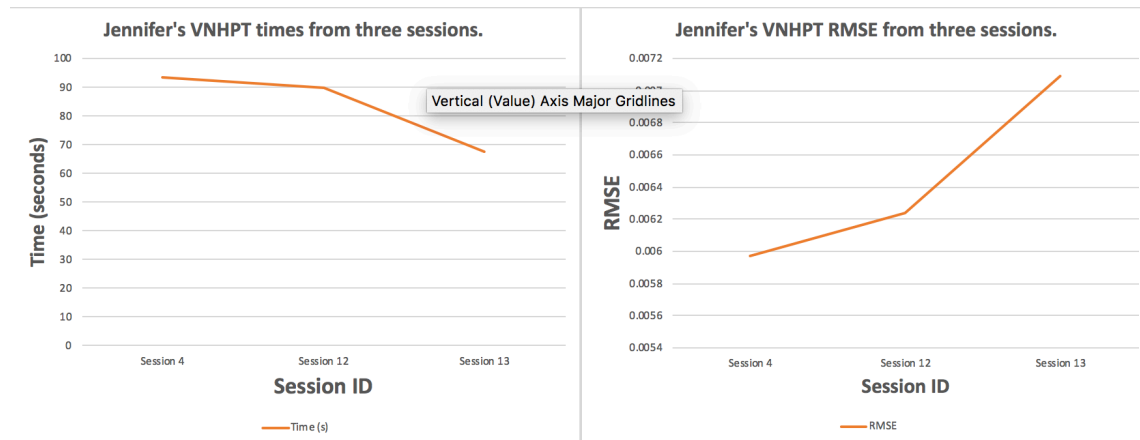 Jennifer's VNHPT times from three sessions.
100
90
80
70
60
50
40
30
20
10
0
Time (seconds)
Session 4
Session 12
Session 13
Session ID
Time (s)
Vertical (Value) Axis Major Gridlines
Jennifer's VNHPT RMSE from three sessions.
0.0072
0.0068
0.0066
0.0064
0.0062
0.006
0.0058
0.0056
0.0054
RMSE
Session 4
Session 12
Session 13
Session ID
RMSE